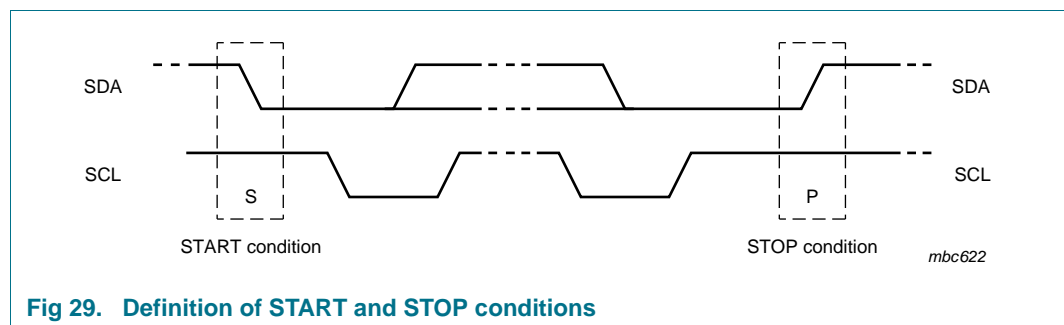 SDA
SDA
SCL
SCL
S
P
START condition
STOP condition
mbc622
Fig 29. Definition of START and STOP conditions